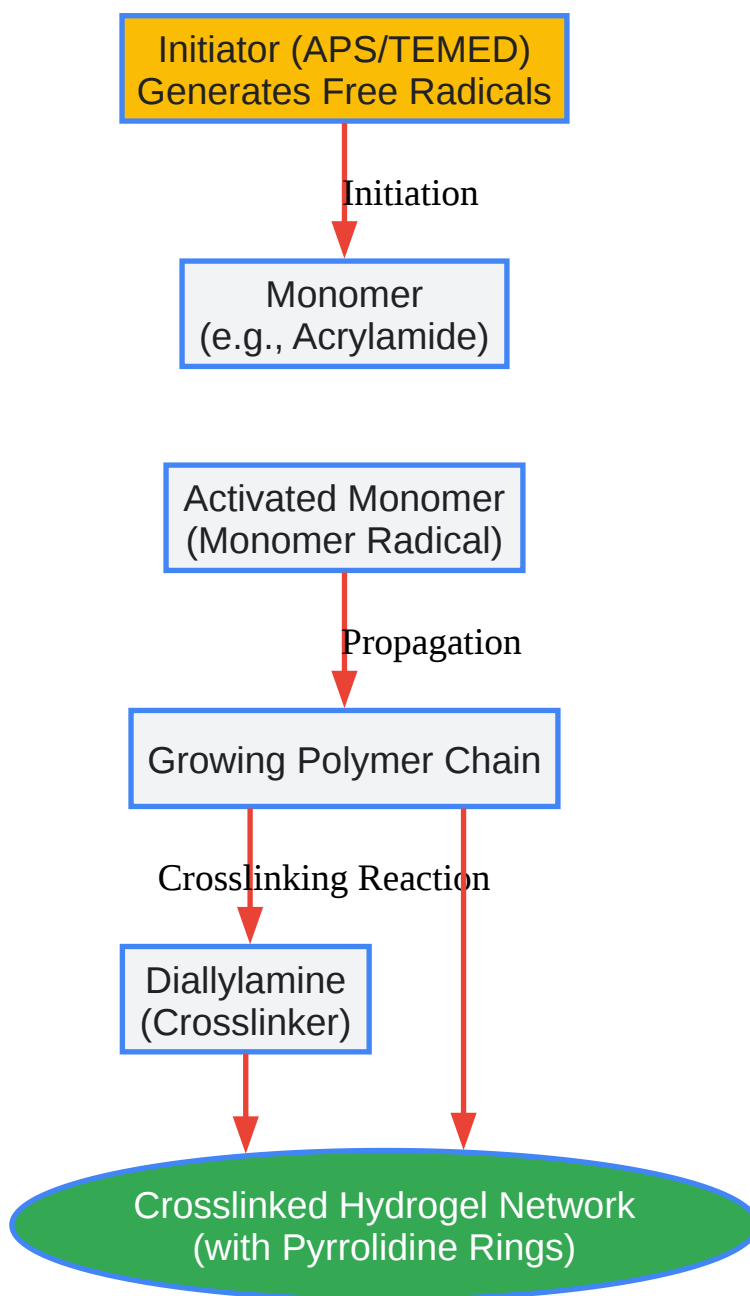 Initiator (APS/TEMED)
Generates Free Radicals
Initiation
Monomer
(e.g., Acrylamide)
Activated Monomer
(Monomer Radical)
Propagation
Growing Polymer Chain
Crosslinking Reaction
Diallylamine
(Crosslinker)
Crosslinked Hydrogel Network
(with Pyrrolidine Rings)